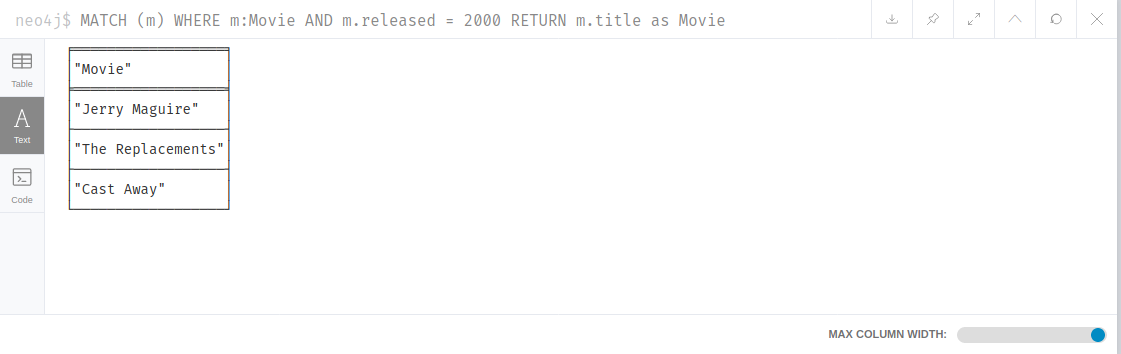 neo4j$ MATCH (m) WHERE m:Movie AND m.released = 2000 RETURN m.title as Movie
Table
"Movie"
"Jerry Maguire"
A
Text
"The Replacements"
"Cast Away"
Code
MAX COLUMN WIDTH: